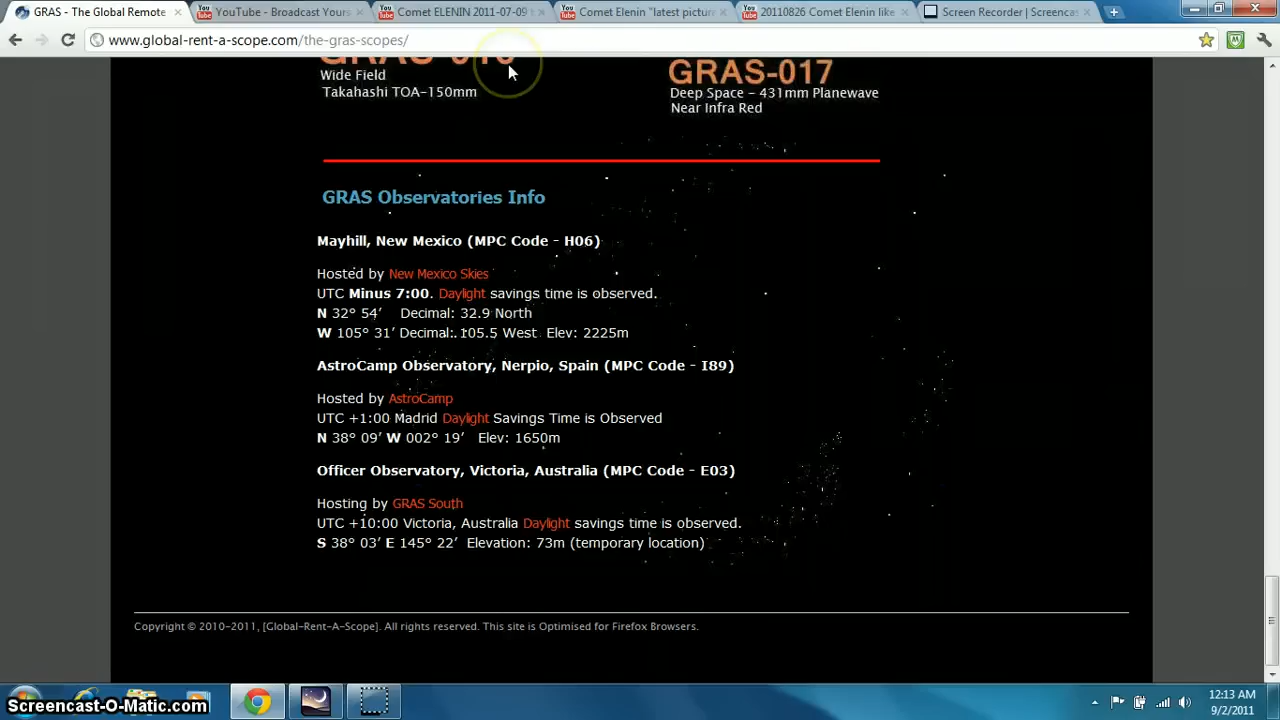 GRAS - The Global Remote
YouTube - Broadcast Yours
Comet ELENIN 2011-07-09 E
Comet Elenin "latest pictur
20110826 Comet Elenin like
Screen Recorder | Screencas
www.global-rent-a-scope.com/the-gras-scopes/
Wide Field
Takahashi TOA-150mm
GRAS-017
Deep Space - 431mm Planewave
Near Infra Red
GRAS Observatories Info
Mayhill, New Mexico (MPC Code - H06)
Hosted by New Mexico Skies
UTC Minus 7:00. Daylight savings time is observed.
N 32° 54′ Decimal: 32.9 North
W 105° 31′ Decimal: 105.5 West Elev: 2225m
AstroCamp Observatory, Nerpio, Spain (MPC Code - I89)
Hosted by AstroCamp
UTC +1:00 Madrid Daylight Savings Time is Observed
N 38° 09′ W 002° 19′ Elev: 1650m
Officer Observatory, Victoria, Australia (MPC Code - E03)
Hosting by GRAS South
UTC +10:00 Victoria, Australia Daylight savings time is observed.
S 38° 03′ E 145° 22′ Elevation: 73m (temporary location)
Copyright © 2010-2011, [Global-Rent-A-Scope]. All rights reserved. This site is Optimised for Firefox Browsers.
Screencast-O-Matic.com
12:13 AM
9/2/2011